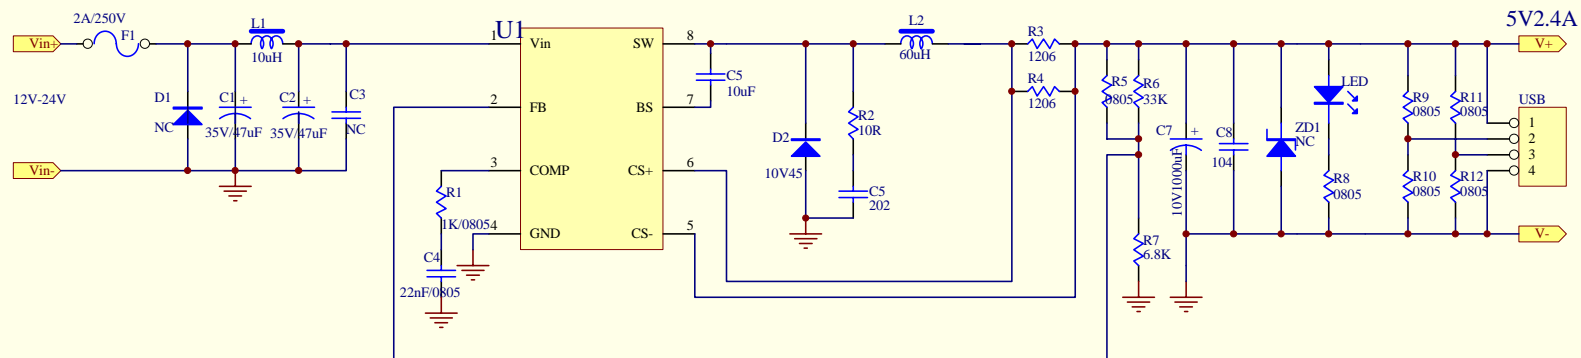 5V2.4A
2A/250V
F1
Vin+
12V-24V
Vin-
D1
NC
C1
+
35V/47uF
L1
10uH
C2
+
35V/47uF
C3
NC
U1
1
Vin
SW
8
2
FB
BS
7
3
COMP
CS+
6
4
GND
CS-
5
R1
1K/0805
C4
22nF/0805
C5
10uF
D2
10V45
R2
10R
C5
202
L2
60uH
R3
1206
R4
1206
R5
0805
R6
33K
R7
6.8K
C7
+
10V1000uF
C8
104
ZD1
NC
LED
R8
0805
R9
0805
R11
0805
R10
0805
R12
0805
USB
1
2
3
4
V+
V-